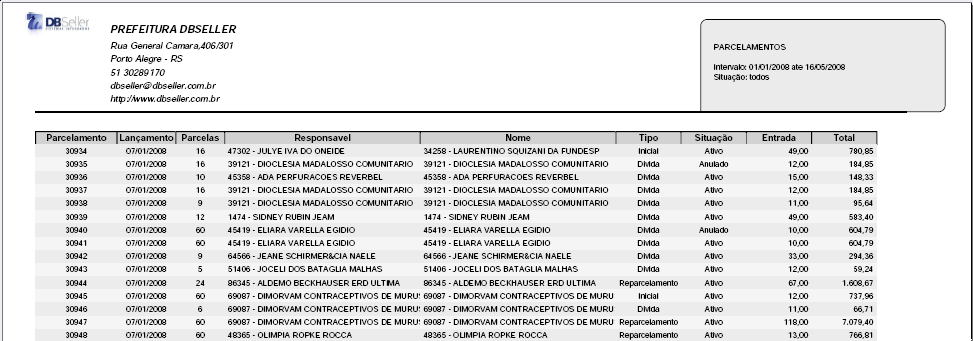 DBSeller
PREFEITURA DBSELLER
Rua General Camara,406/301
Porto Alegre - RS
51 30289170
dbseller@dbseller.com.br
http://www.dbseller.com.br
PARCELAMENTOS
Intervalo: 01/01/2008 ate 16/05/2008
Situação: todos
Parcelamento Lançamento Parcelas Responsavel Nome Tipo Situação Entrada Total
30934 07/01/2008 16 47302 - JULYE IVA DO ONEIDE 34258 - LAURENTINO SQUIZANI DA FUNDESP Inicial Ativo 49,00 780,85
30935 07/01/2008 16 39121 - DIOCLESIA MADALOSSO COMUNITARIO 39121 - DIOCLESIA MADALOSSO COMUNITARIO Divida Anulado 12,00 184,85
30936 07/01/2008 10 45358 - ADA PERFURACOES REVERBEL 45358 - ADA PERFURACOES REVERBEL Divida Ativo 15,00 148,33
30937 07/01/2008 16 39121 - DIOCLESIA MADALOSSO COMUNITARIO 39121 - DIOCLESIA MADALOSSO COMUNITARIO Divida Ativo 12,00 184,85
30938 07/01/2008 9 39121 - DIOCLESIA MADALOSSO COMUNITARIO 39121 - DIOCLESIA MADALOSSO COMUNITARIO Divida Ativo 11,00 95,64
30939 07/01/2008 12 1474 - SIDNEY RUBIN JEAM 1474 - SIDNEY RUBIN JEAM Divida Ativo 49,00 583,40
30940 07/01/2008 60 45419 - ELIARA VARELLA EGIDIO 45419 - ELIARA VARELLA EGIDIO Divida Anulado 10,00 604,79
30941 07/01/2008 60 45419 - ELIARA VARELLA EGIDIO 45419 - ELIARA VARELLA EGIDIO Divida Ativo 10,00 604,79
30942 07/01/2008 9 64566 - JEANE SCHIRMER&CIA NAELE 64566 - JEANE SCHIRMER&CIA NAELE Divida Ativo 33,00 294,36
30943 07/01/2008 5 51406 - JOCELI DOS BATAGLIA MALHAS 51406 - JOCELI DOS BATAGLIA MALHAS Divida Ativo 12,00 59,24
30944 07/01/2008 24 86345 - ALDEMO BECKHAUSER ERD ULTIMA 86345 - ALDEMO BECKHAUSER ERD ULTIMA Reparcelamento Ativo 67,00 1.608,67
30945 07/01/2008 60 69087 - DIMORVAM CONTRACEPTIVOS DE MURU 69087 - DIMORVAM CONTRACEPTIVOS DE MURU Inicial Ativo 12,00 737,96
30946 07/01/2008 6 69087 - DIMORVAM CONTRACEPTIVOS DE MURU 69087 - DIMORVAM CONTRACEPTIVOS DE MURU Divida Ativo 11,00 66,71
30947 07/01/2008 60 69087 - DIMORVAM CONTRACEPTIVOS DE MURU 69087 - DIMORVAM CONTRACEPTIVOS DE MURU Reparcelamento Ativo 118,00 7.079,40
30948 07/01/2008 60 48365 - OLIMPIA ROPKE ROCCA 48365 - OLIMPIA ROPKE ROCCA Reparcelamento Ativo 13,00 766,81